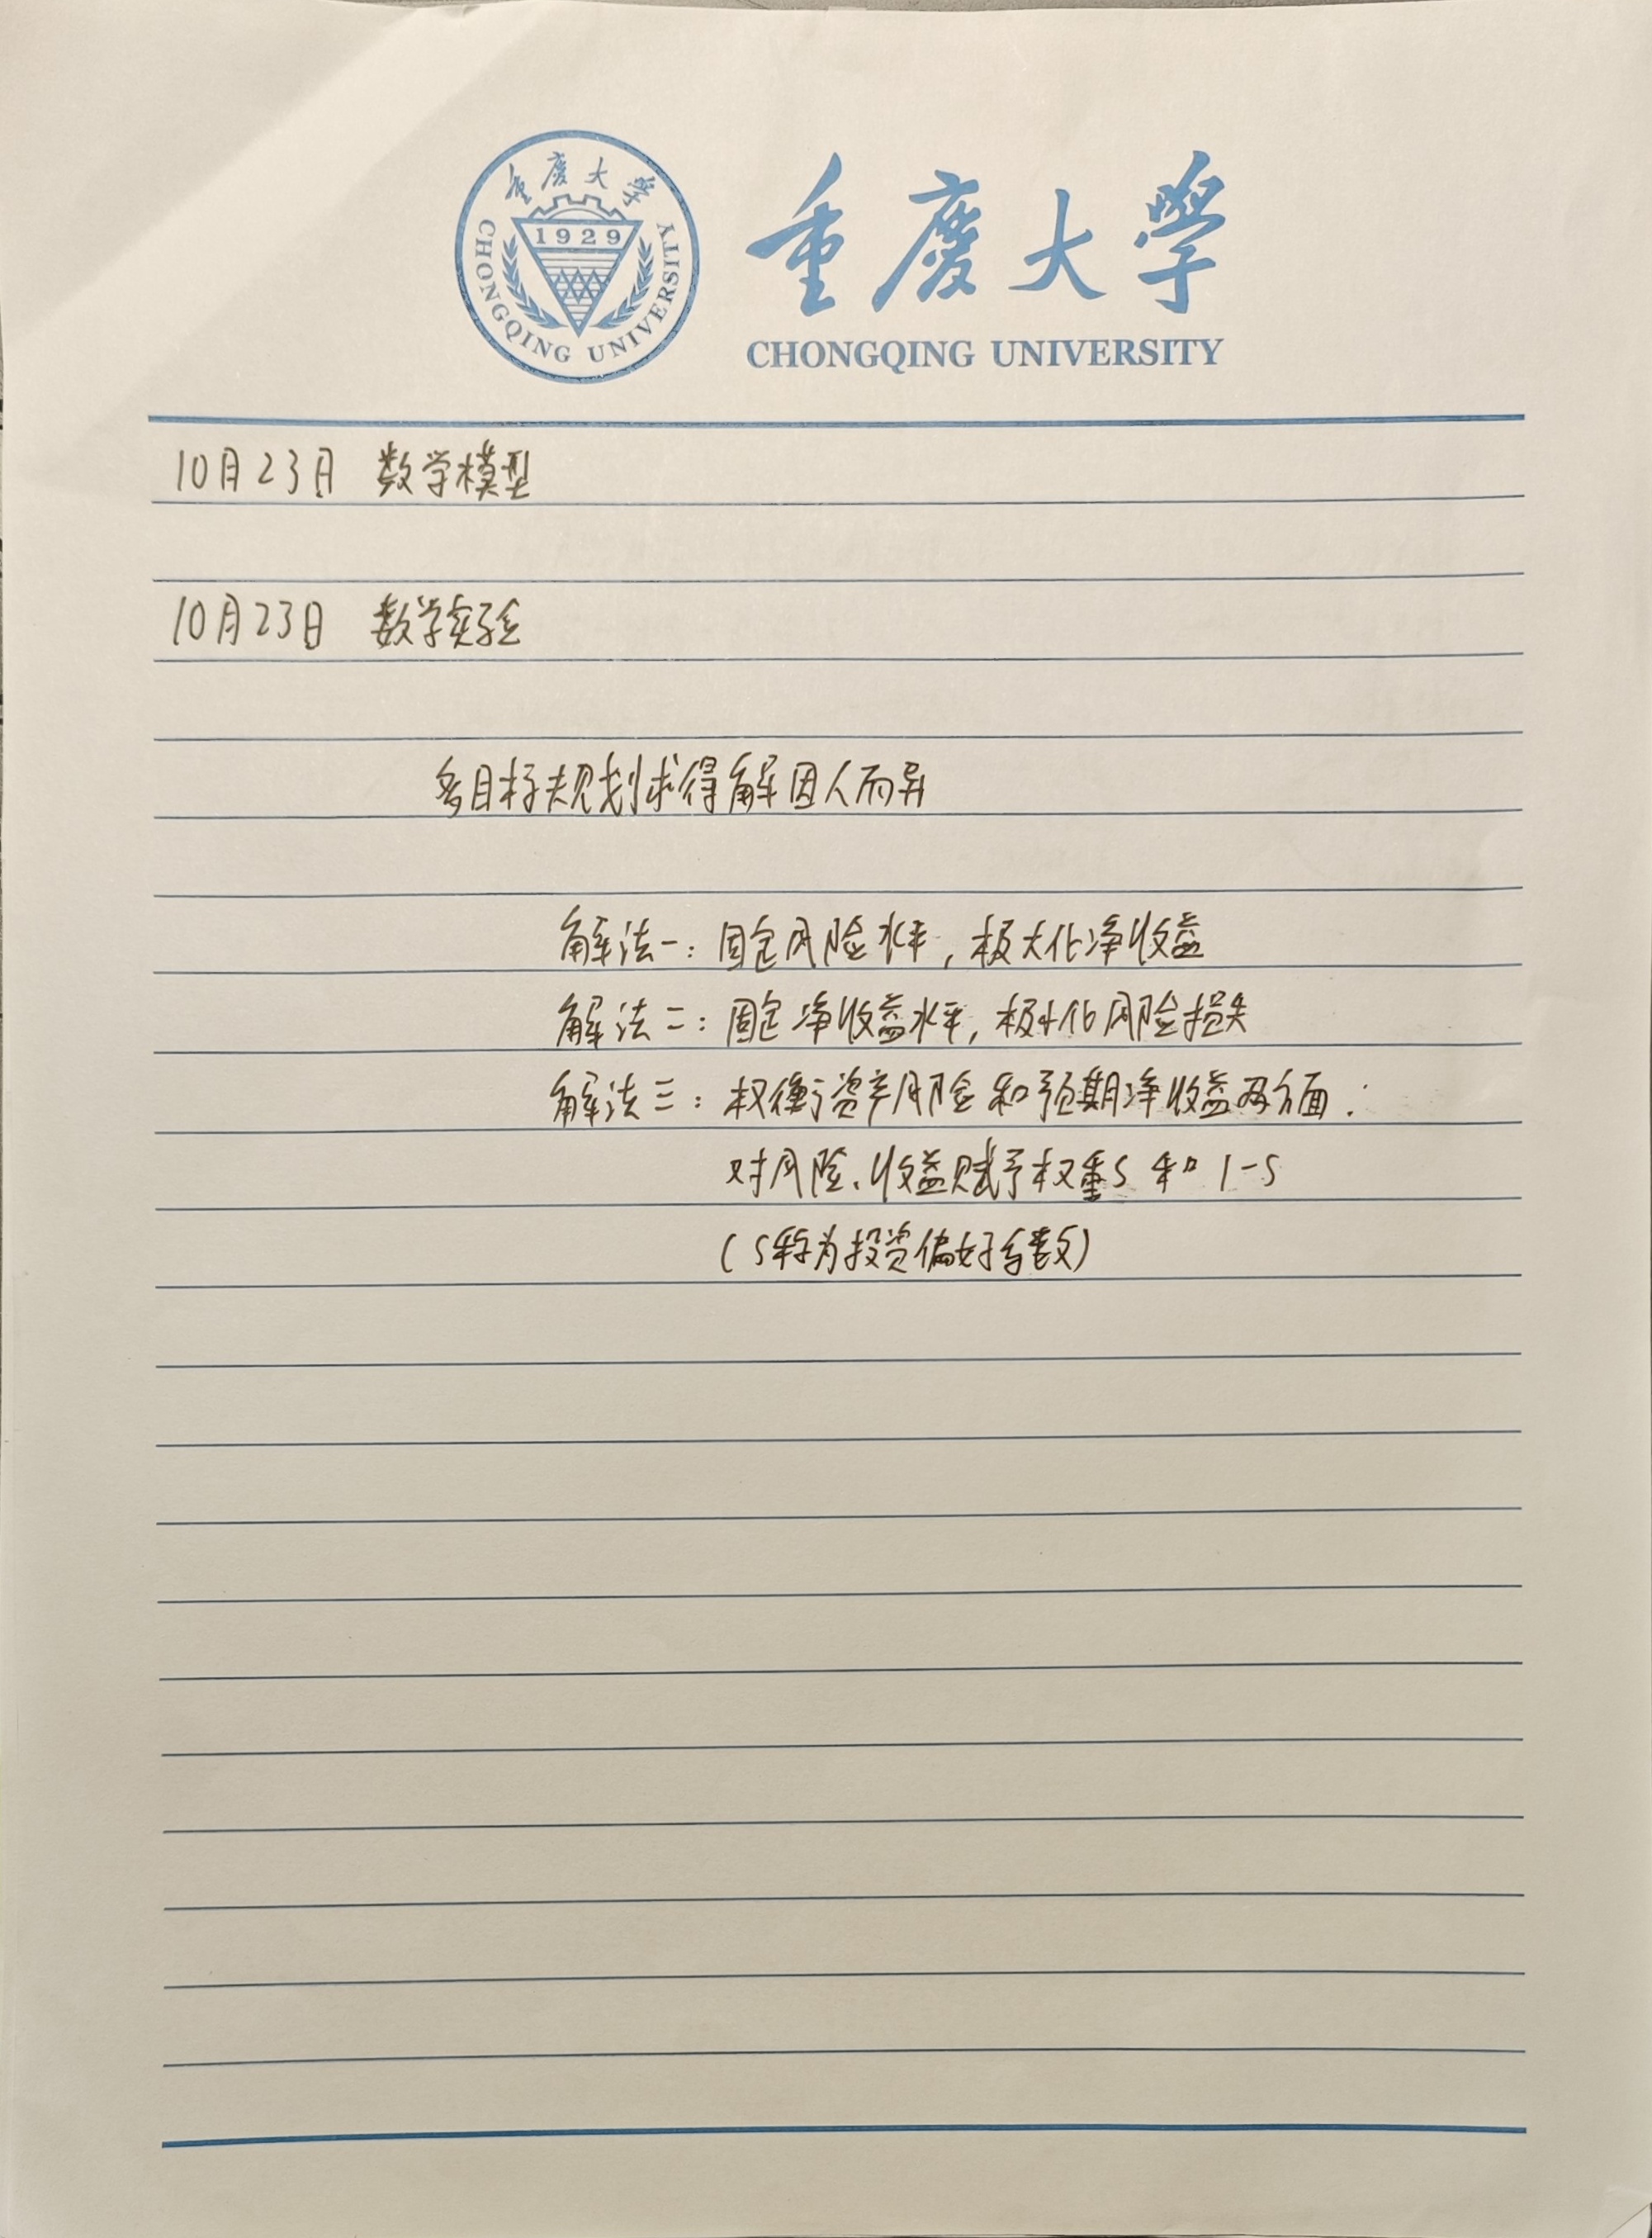 重庆大学
1929
CHONGQING UNIVERSITY
重慶大學
CHONGQING UNIVERSITY
10月23日 数学模型
10月23日 数学实验
多目标规划求得解因人而异
解法一：固定风险水平，极大化净收益
解法二：固定净收益水平，极小化风险损失
解法三：权衡资产风险和预期净收益两方面：
对风险、收益赋予权重S 和 1-S
（S称为投资偏好系数）